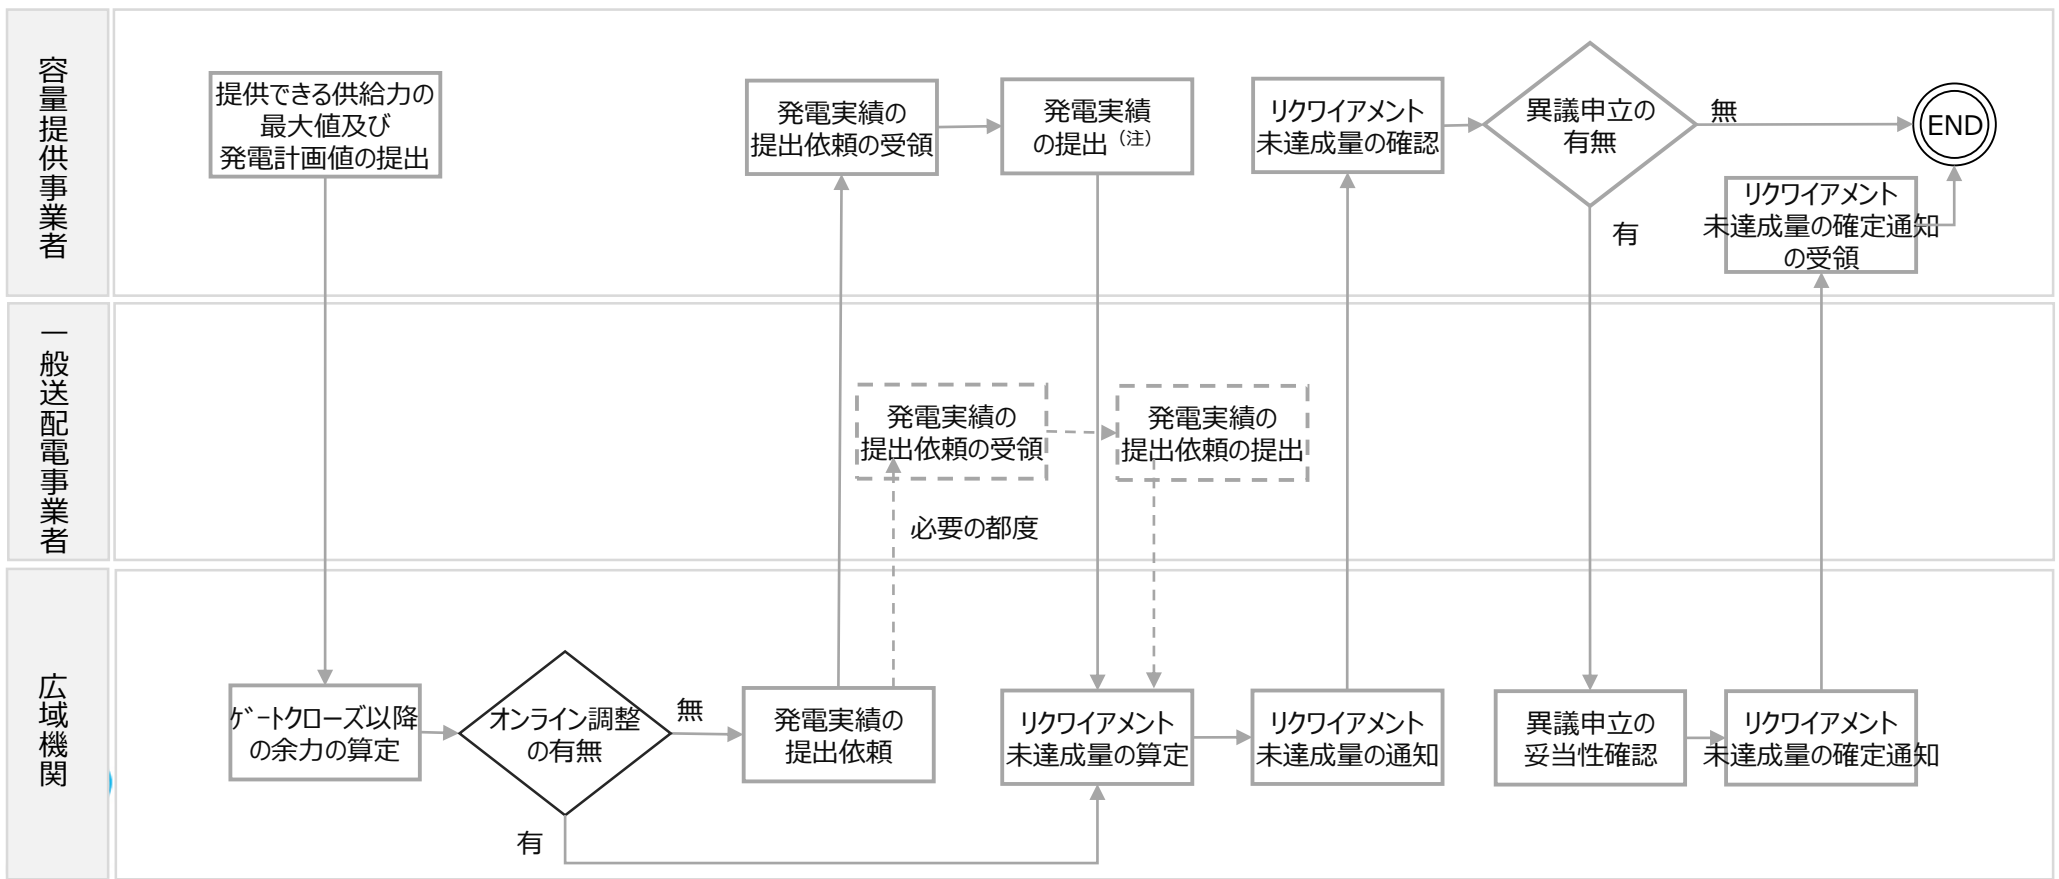 容量提供事業者
提供できる供給力の
最大値及び
発電計画値の提出
発電実績の
提出依頼の受領
発電実績
の提出（注）
リクワイアメント
未達成量の確認
異議申立の
有無
無
END
有
リクワイアメント
未達成量の確定通知
の受領
一般送配電事業者
発電実績の
提出依頼の受領
発電実績の
提出依頼の提出
必要の都度
広域機関
ｹﾞｰトクローズ以降
の余力の算定
オンライン調整
の有無
無
有
発電実績の
提出依頼
リクワイアメント
未達成量の算定
リクワイアメント
未達成量の通知
異議申立の
妥当性確認
リクワイアメント
未達成量の確定通知